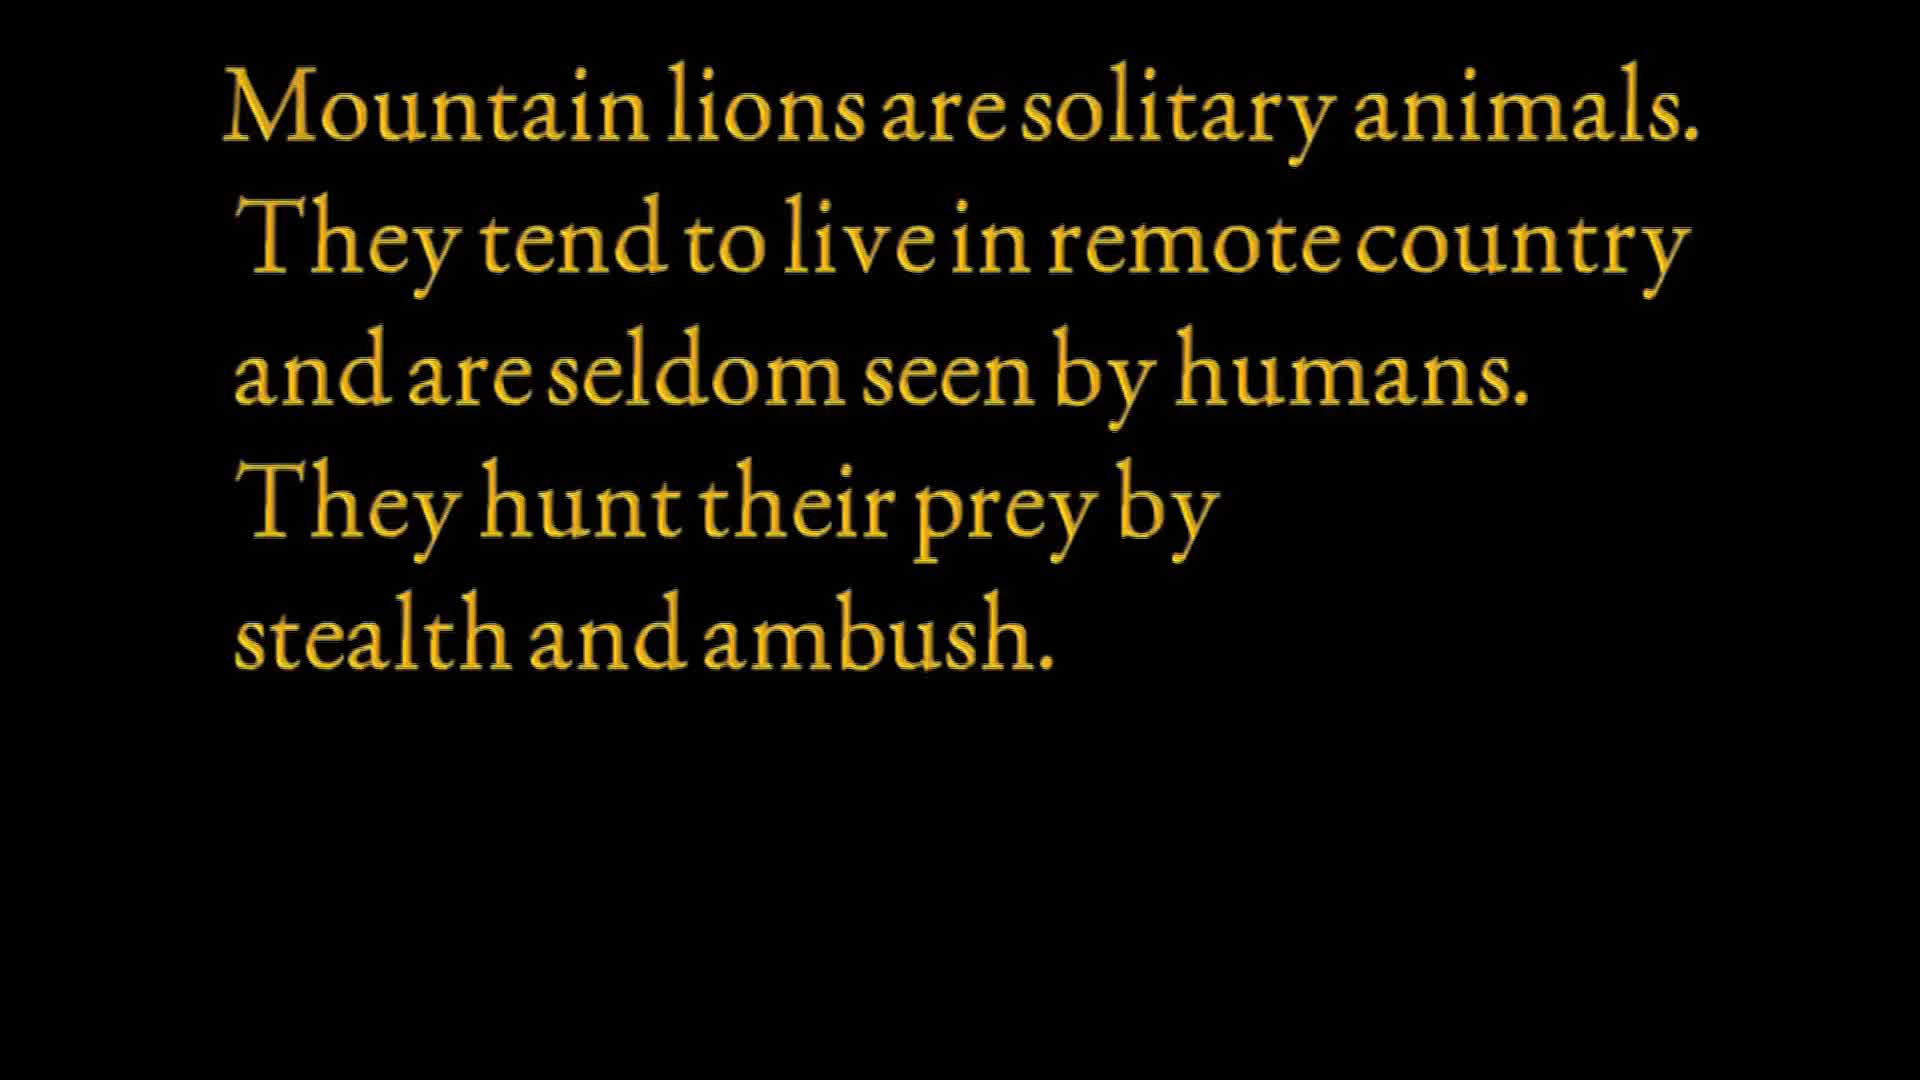 Mountain lions are solitary animals.
They tend to live in remote country
and are seldom seen by humans.
They hunt their prey by
stealth and ambush.